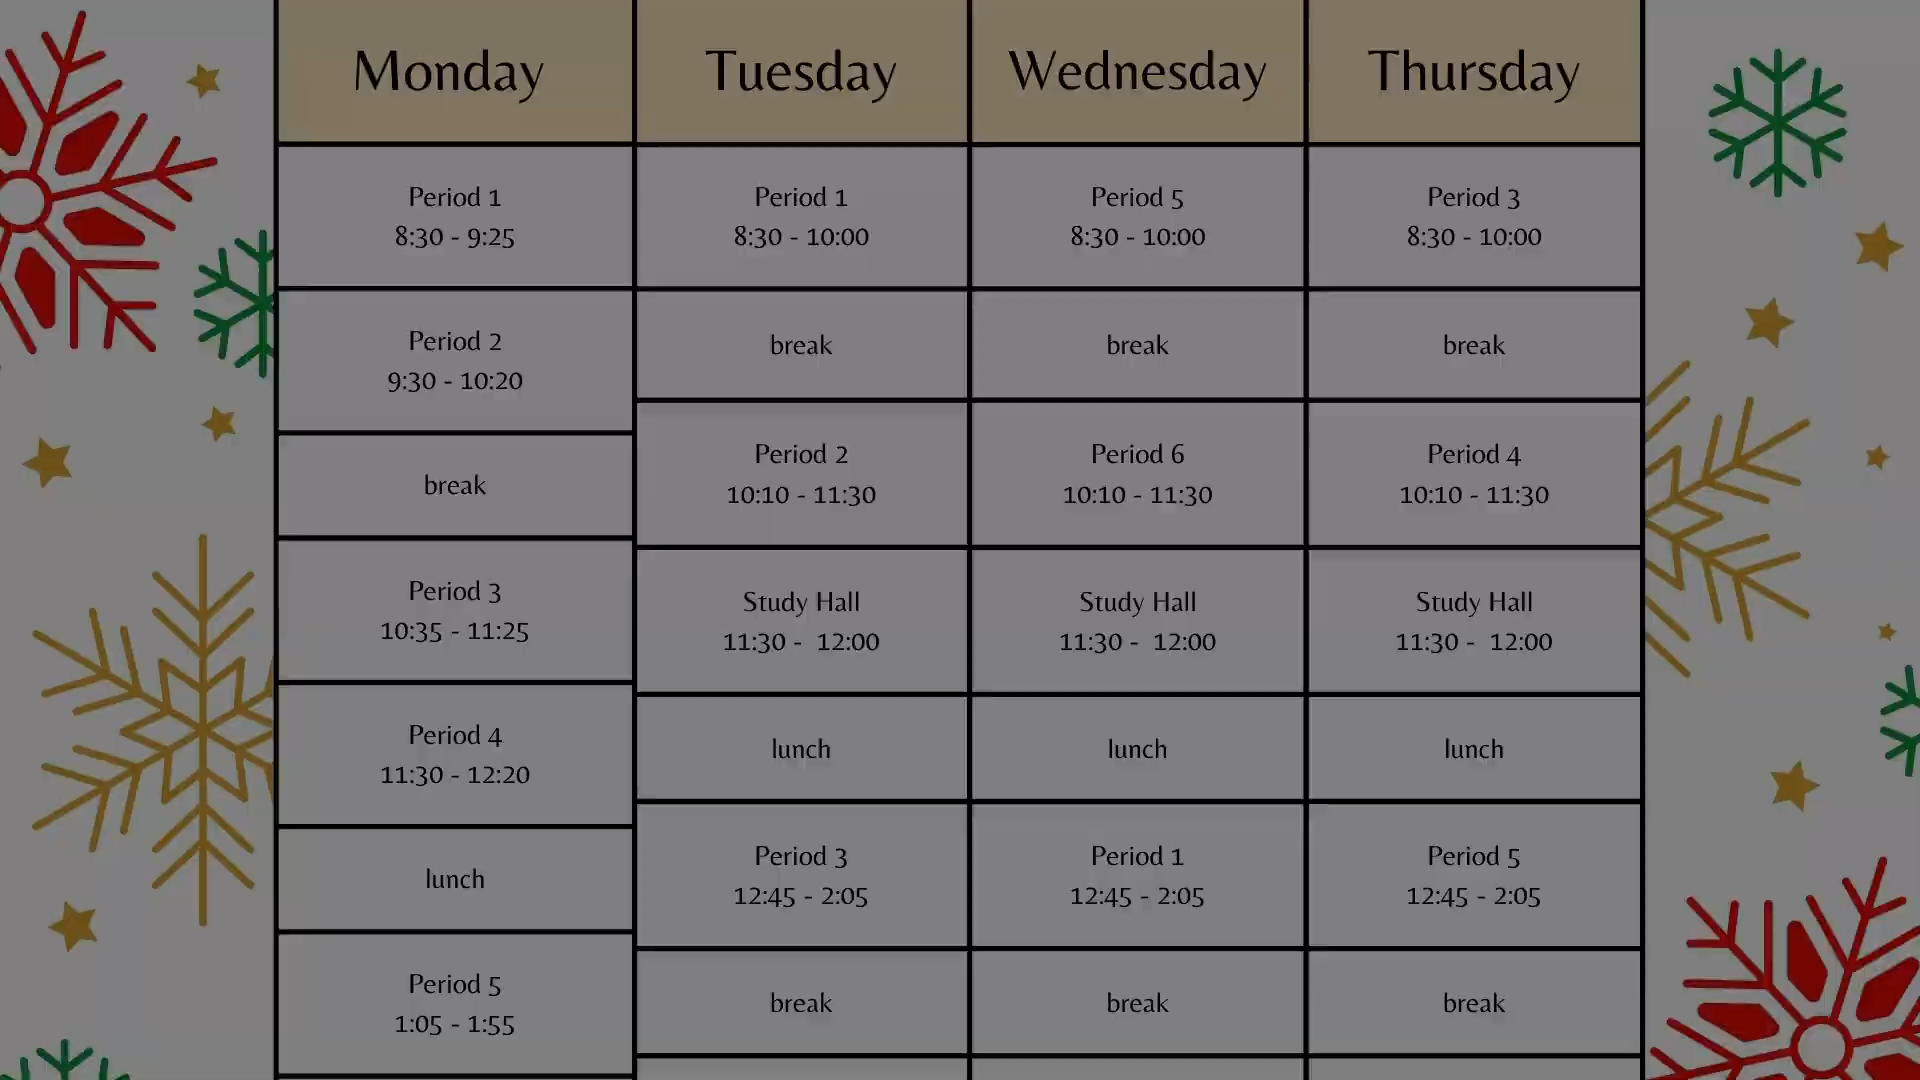 Monday
Tuesday
Wednesday
Thursday
Period 1
8:30 - 9:25
Period 2
9:30 - 10:20
break
Period 3
10:35 - 11:25
Period 4
11:30 - 12:20
lunch
Period 5
1:05 - 1:55
Period 1
8:30 - 10:00
break
Period 2
10:10 - 11:30
Study Hall
11:30 -  12:00
lunch
Period 3
12:45 - 2:05
break
Period 5
8:30 - 10:00
break
Period 6
10:10 - 11:30
Study Hall
11:30 -  12:00
lunch
Period 1
12:45 - 2:05
break
Period 3
8:30 - 10:00
break
Period 4
10:10 - 11:30
Study Hall
11:30 -  12:00
lunch
Period 5
12:45 - 2:05
break